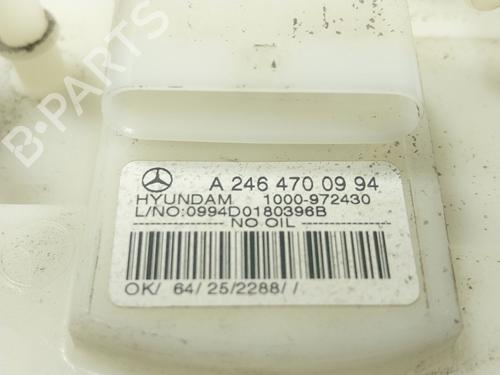 B-PARTS
A 246 470 09 94
HYUNDAM 1000-972430
L/NO:0994D0180396B
NO OIL
OK/ 64/ 25/2288/ /